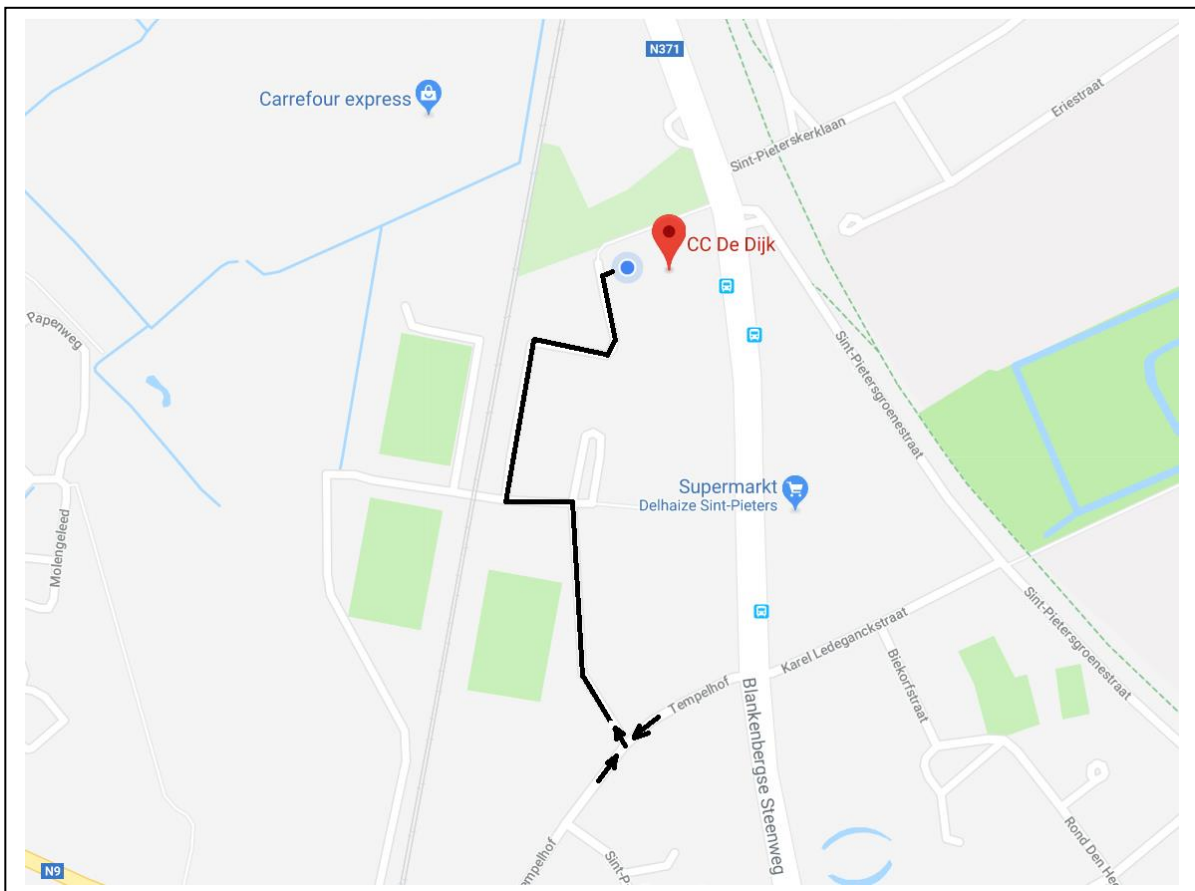 N371
Carrefour express
Sint-Pieterskerklaan
Eriestraat
CC De Dijk
Papenweg
Sint-Pietersgroenestraat
Supermarkt
Delhaize Sint-Pieters
Molengeleed
Karel Ledeganckstraat
Sint-Pietersgroenestraat
Biekorfstraat
Tempelhof
Blankenbergse Steenweg
Tempelhof
Sint-P
Rond Den He
N9